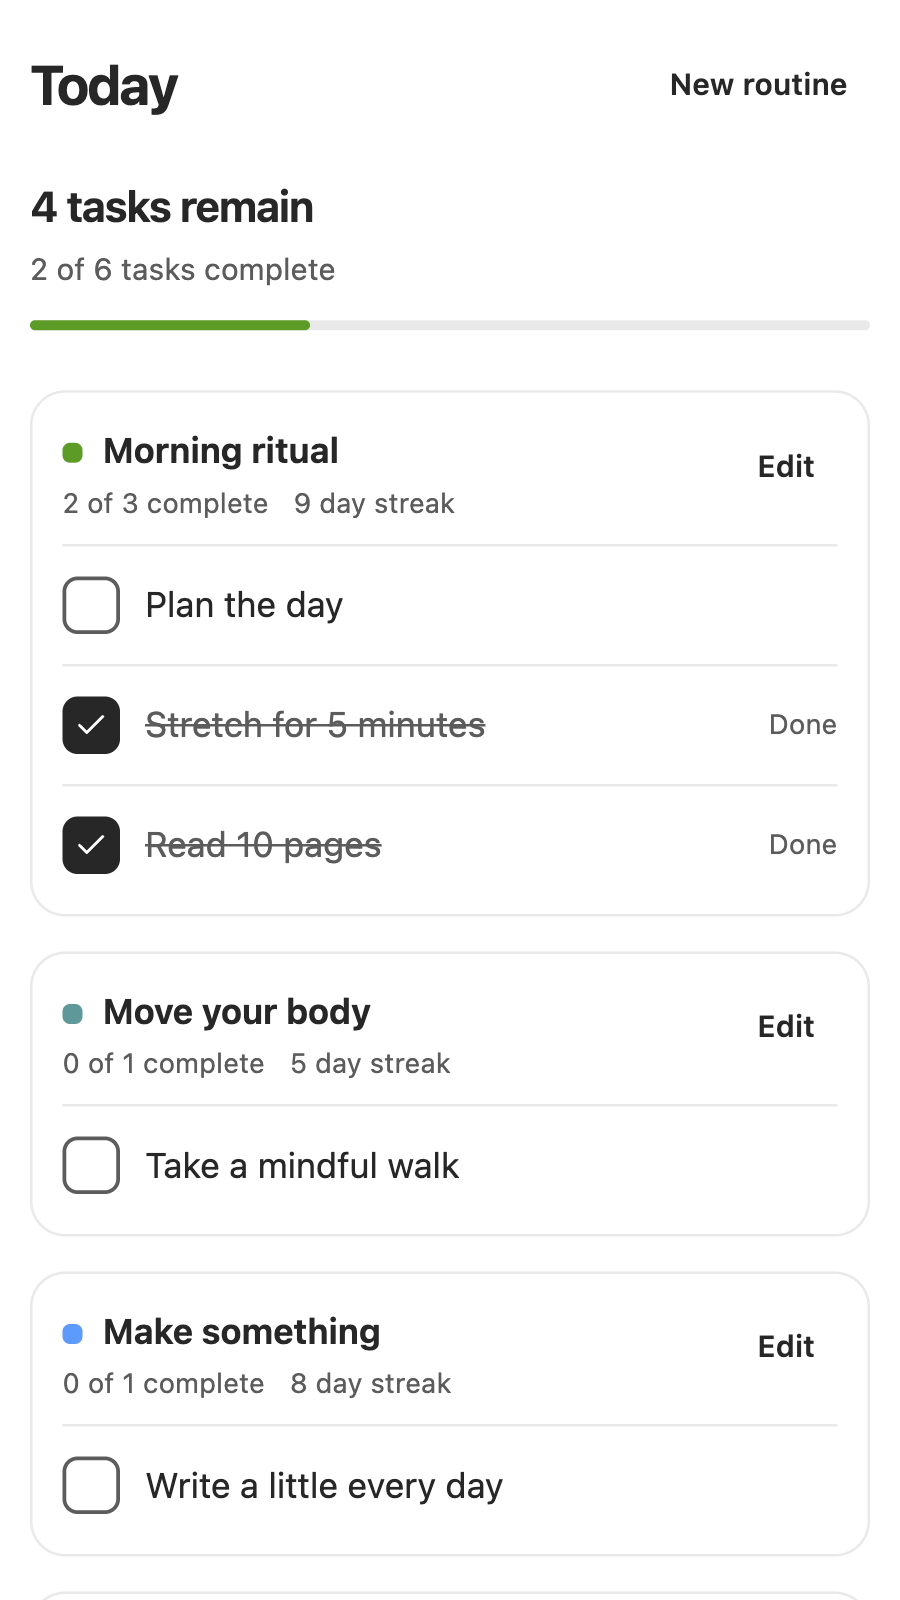 Today
New routine
4 tasks remain
2 of 6 tasks complete
Morning ritual
Edit
2 of 3 complete 9 day streak
Plan the day
Stretch for 5 minutes
Done
Read 10 pages
Done
Move your body
Edit
0 of 1 complete 5 day streak
Take a mindful walk
Make something
Edit
0 of 1 complete 8 day streak
Write a little every day